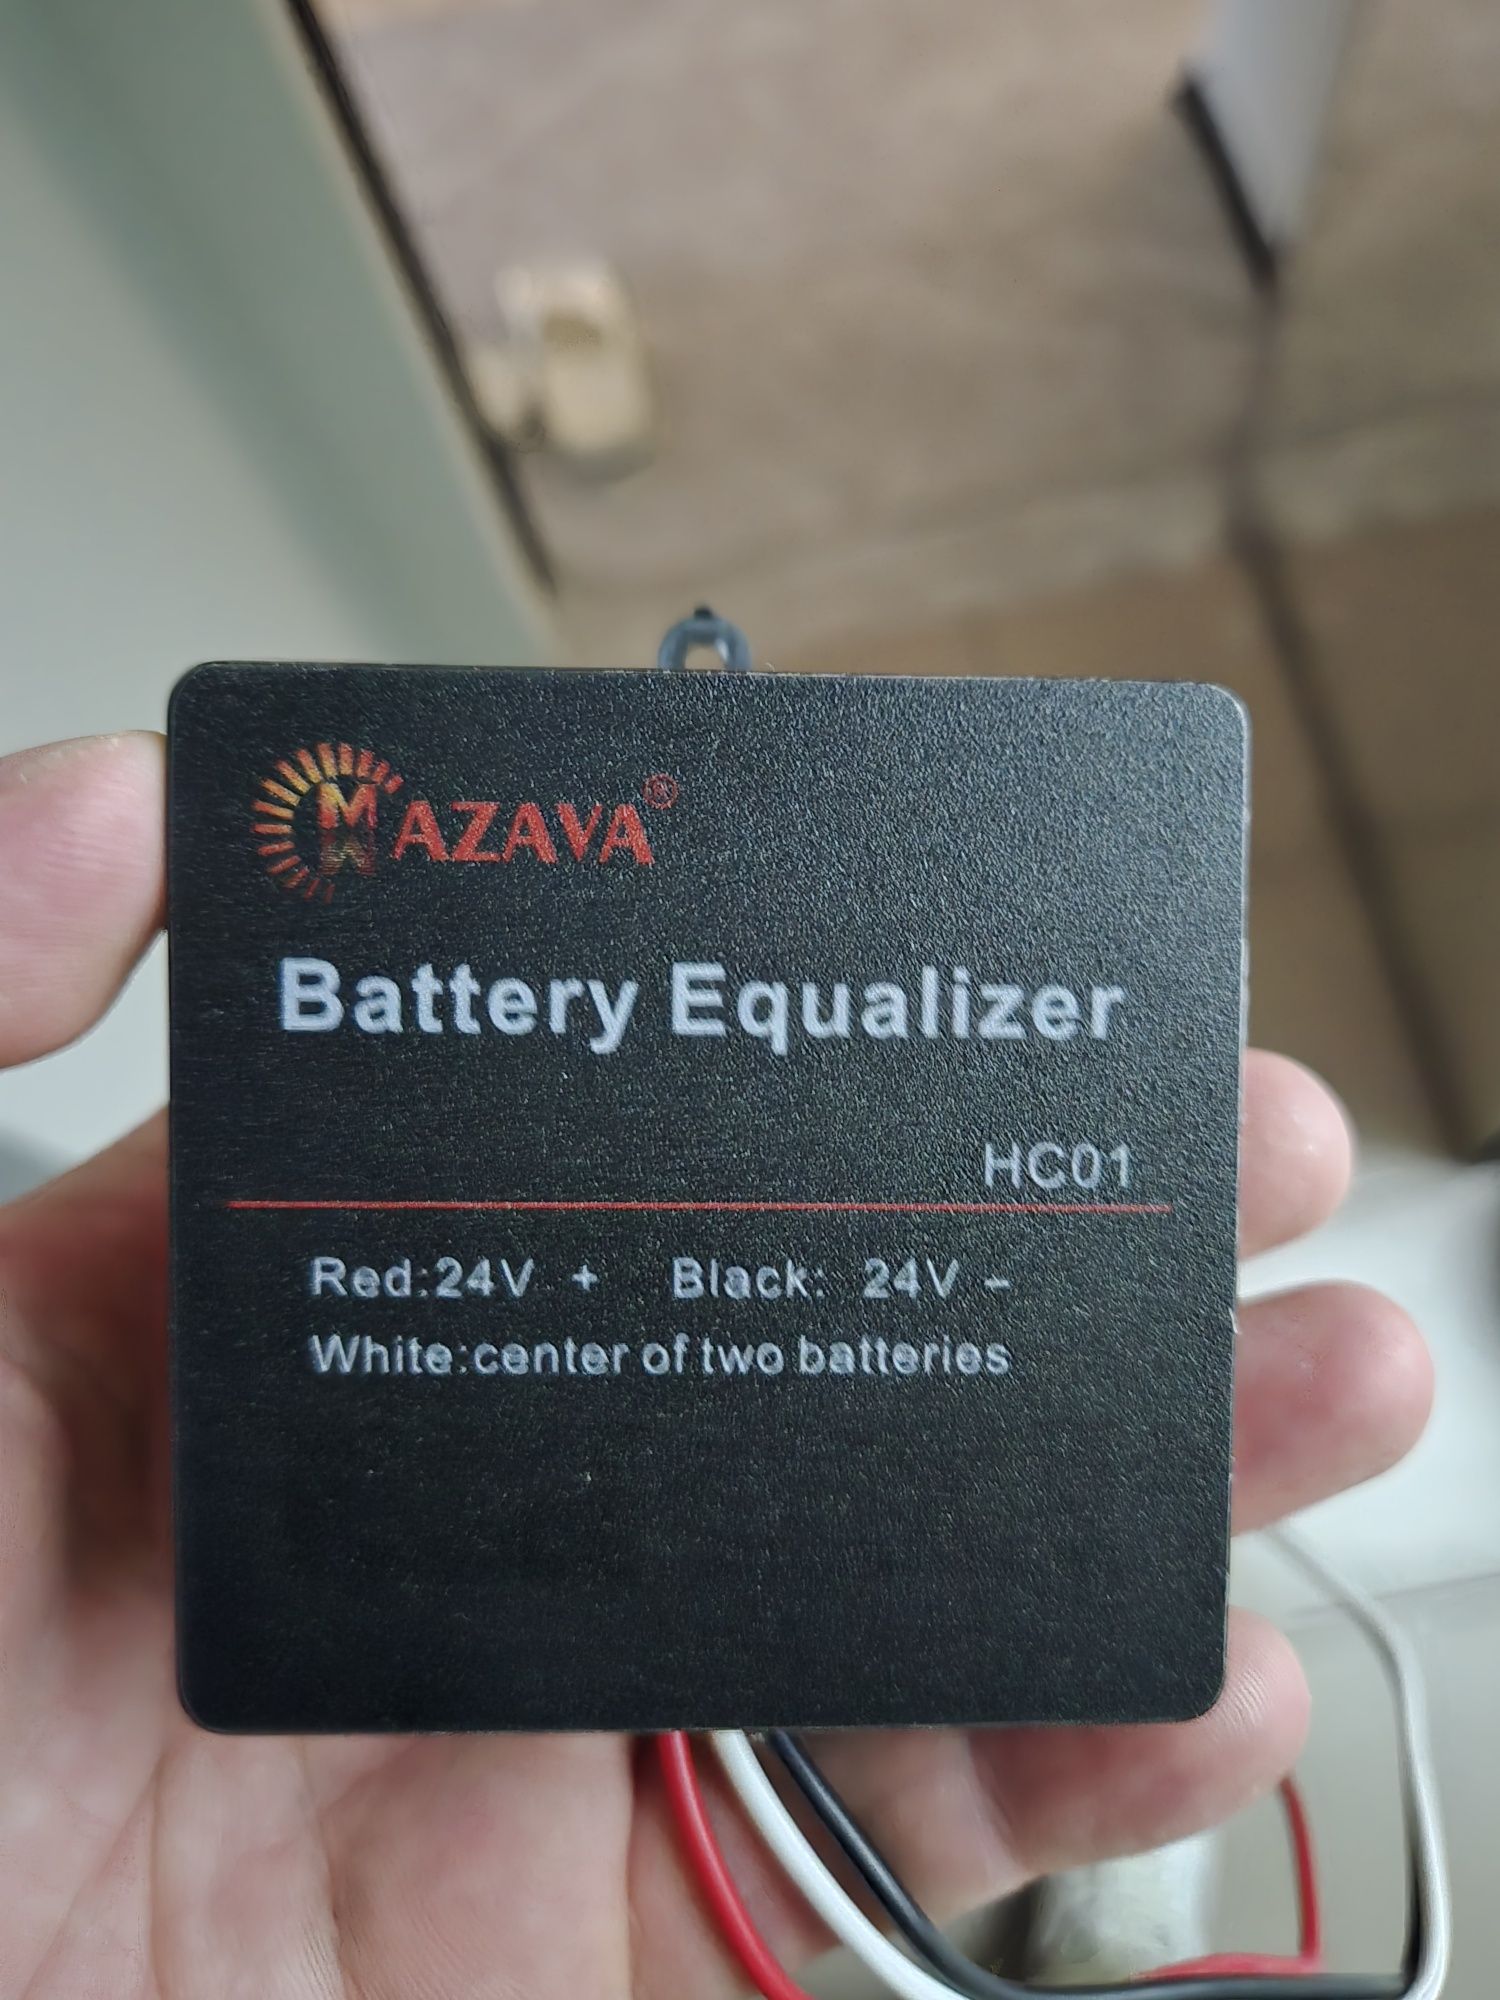 MAZAVA®
Battery Equalizer
HC01
Red:24V + Black: 24V -
White:center of two batteries